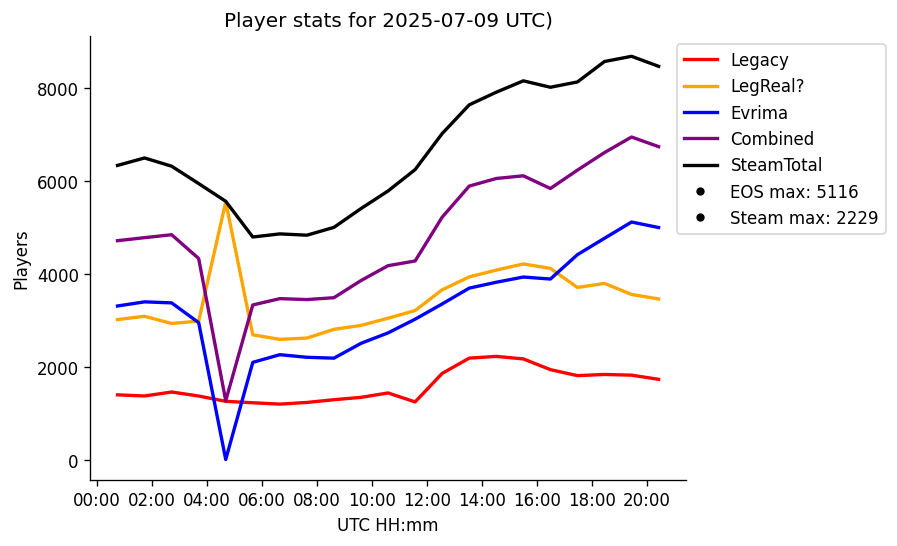 Player stats for 2025-07-09 UTC)
Legacy
LegReal?
Evrima
Combined
SteamTotal
EOS max: 5116
Steam max: 2229
Players
8000
6000
4000
2000
0
00:00 02:00 04:00 06:00 08:00 10:00 12:00 14:00 16:00 18:00 20:00
UTC HH:mm